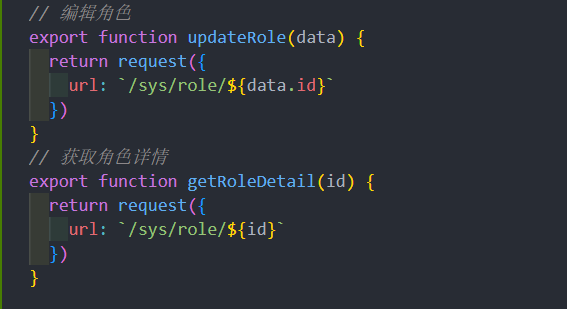 // 编辑角色
export function updateRole(data) {
  return request({
    url: `/sys/role/${data.id}`
  })
}
// 获取角色详情
export function getRoleDetail(id) {
  return request({
    url: `/sys/role/${id}`
  })
}